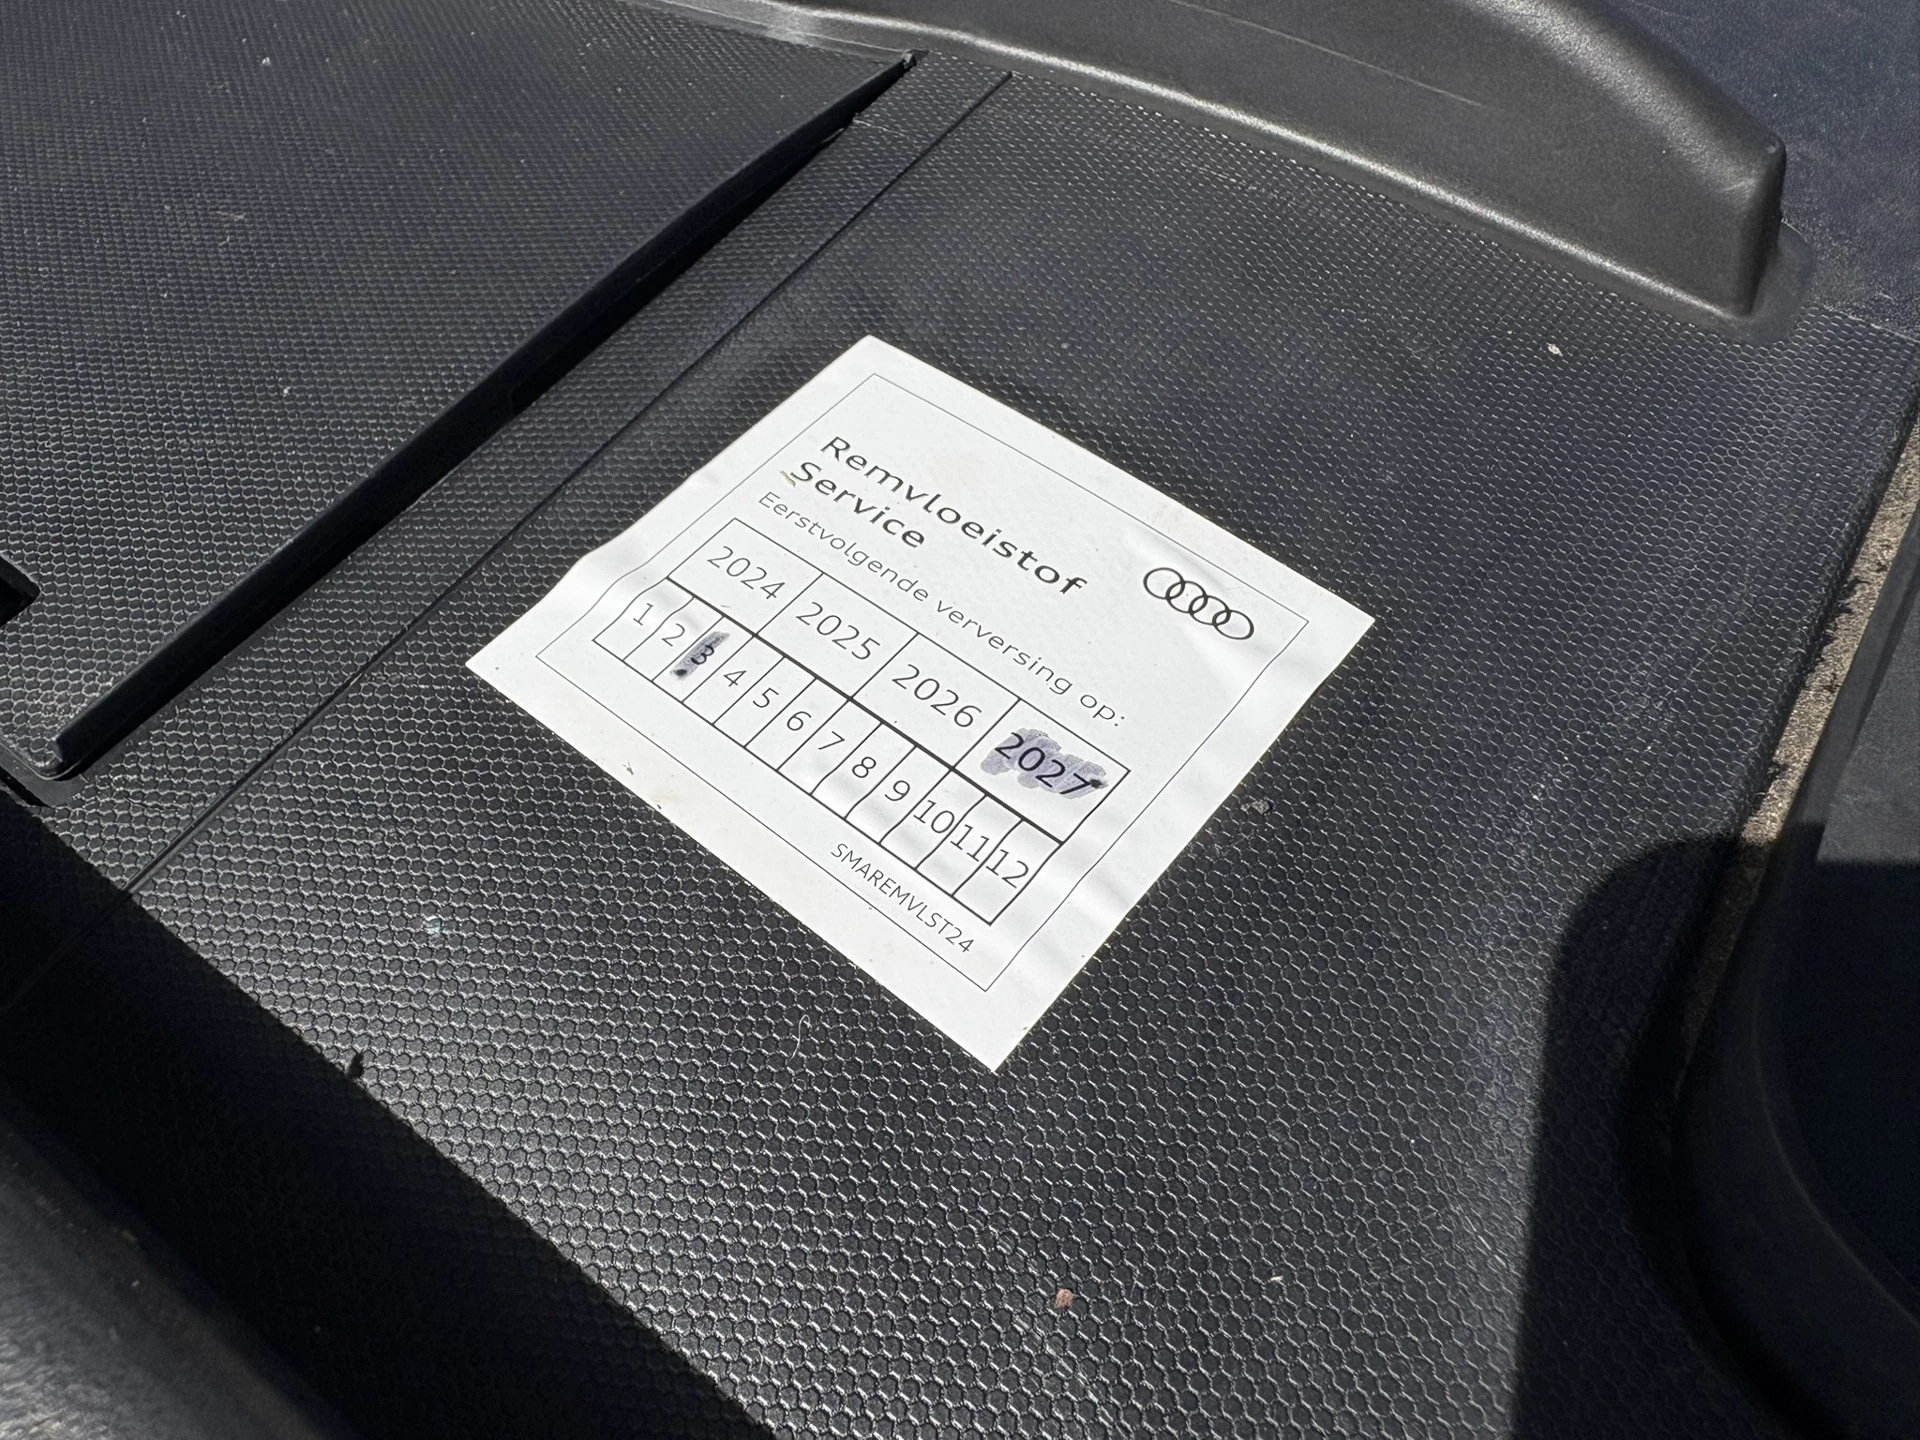 Remvloeistof
Service
Eerstvolgende verversing op:
2024 2025 2026 2027
1 2 3 4 5 6 7 8 9 10 11 12
SMAREMVLST24